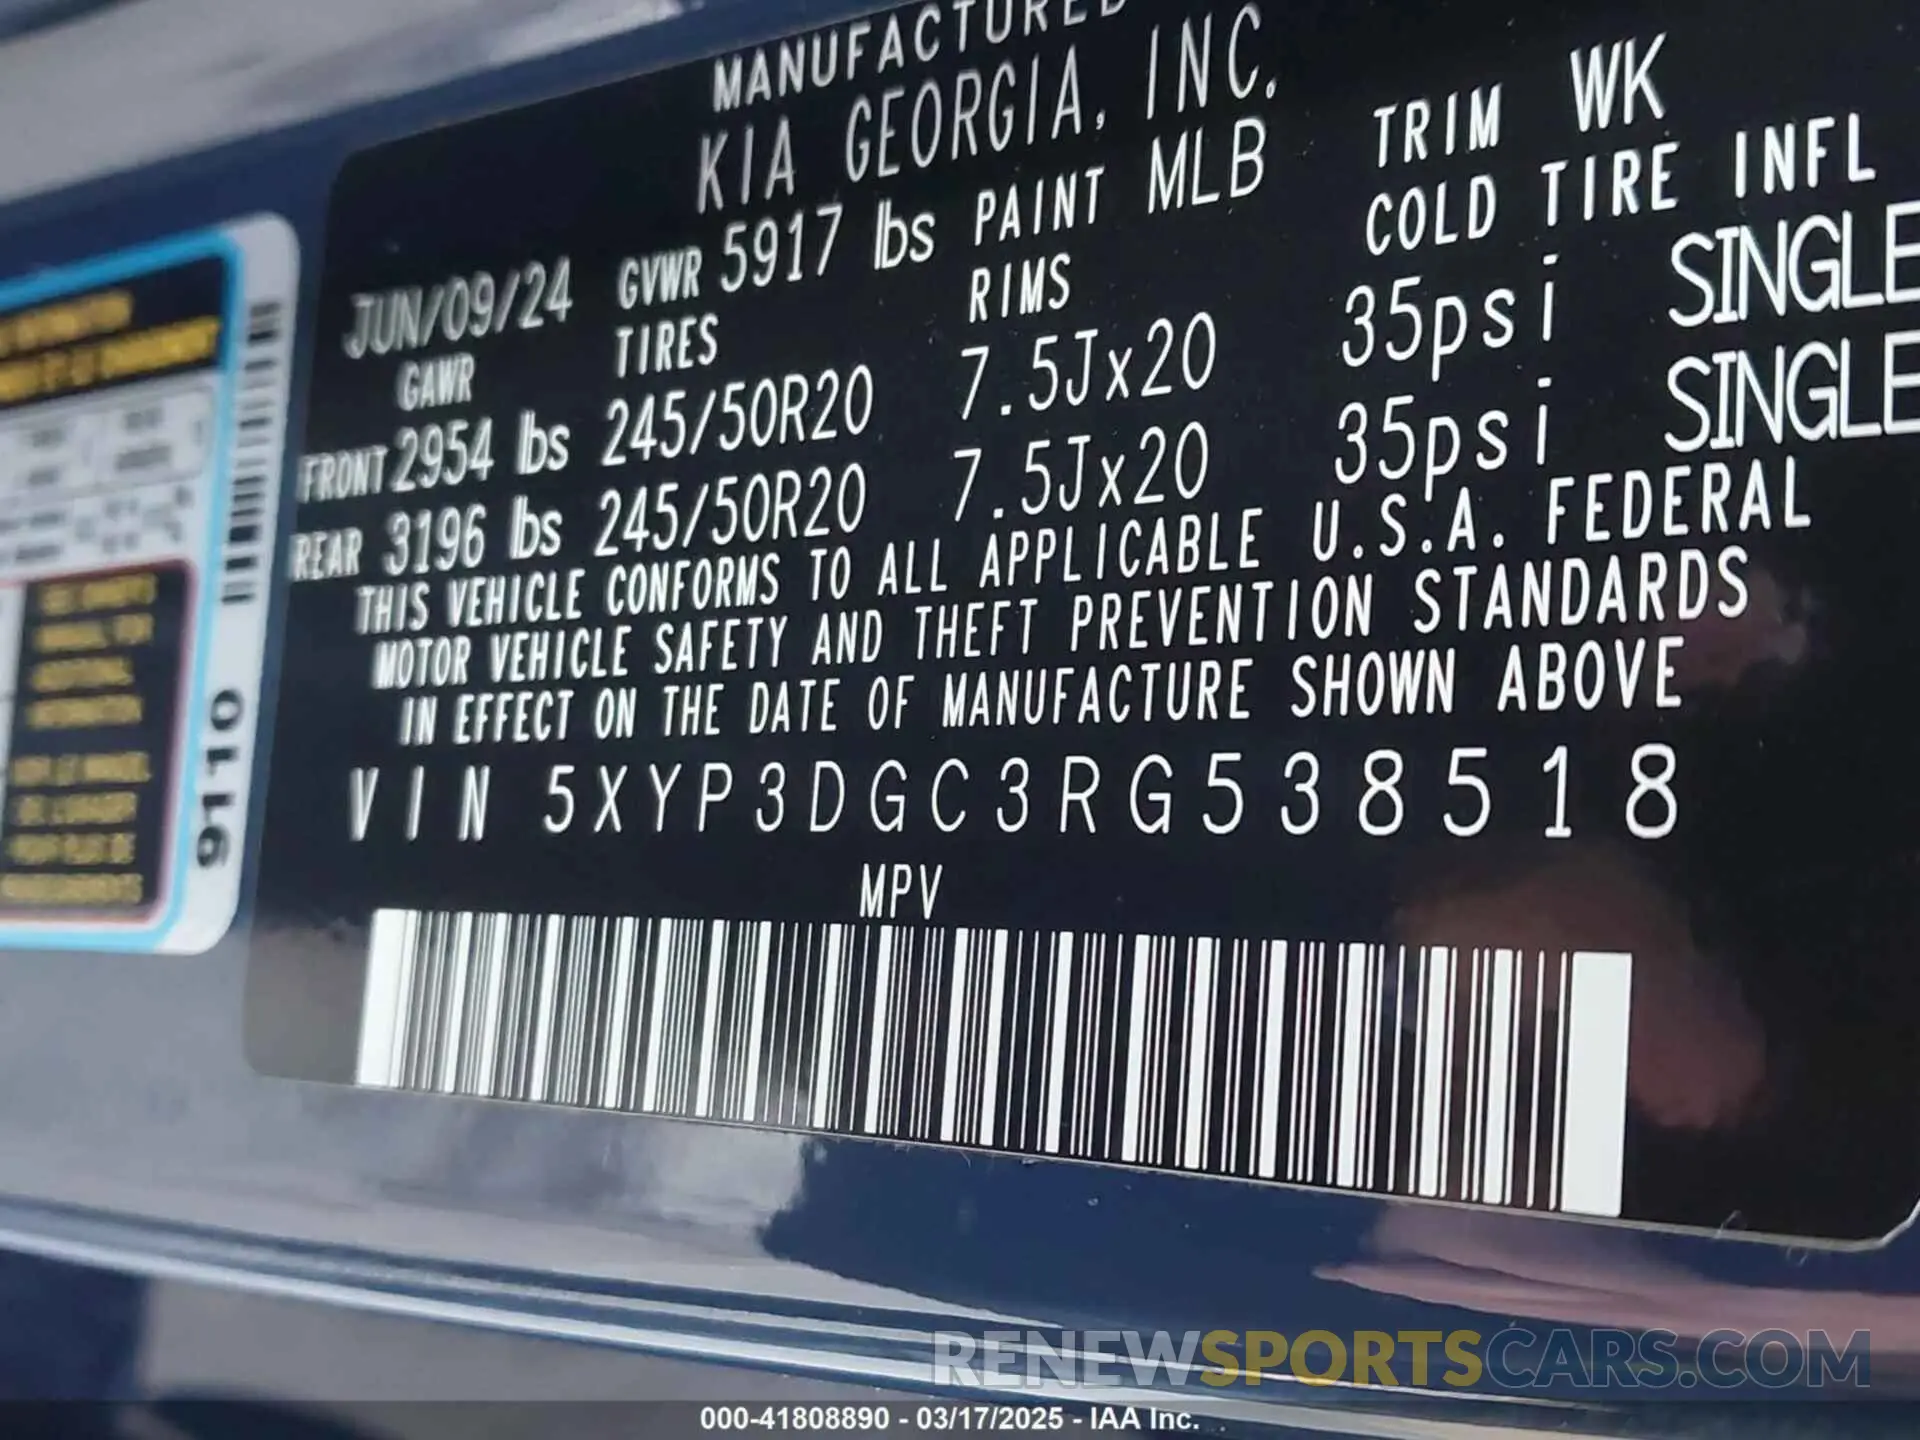 MANUFACTURED
KIA GEORGIA, INC.
JUN/09/24 GVWR 5917 lbs PAINT MLB TRIM WK
GAWR TIRES RIMS COLD TIRE INFL
FRONT 2954 lbs 245/50R20 7.5Jx20 35psi SINGLE
REAR 3196 lbs 245/50R20 7.5Jx20 35psi SINGLE
THIS VEHICLE CONFORMS TO ALL APPLICABLE U.S.A. FEDERAL
MOTOR VEHICLE SAFETY AND THEFT PREVENTION STANDARDS
IN EFFECT ON THE DATE OF MANUFACTURE SHOWN ABOVE
VIN 5XYP3DGC3RG538518
MPV
9110
RENEWSPORTSCARS.COM
000-41808890 - 03/17/2025 - IAA Inc.